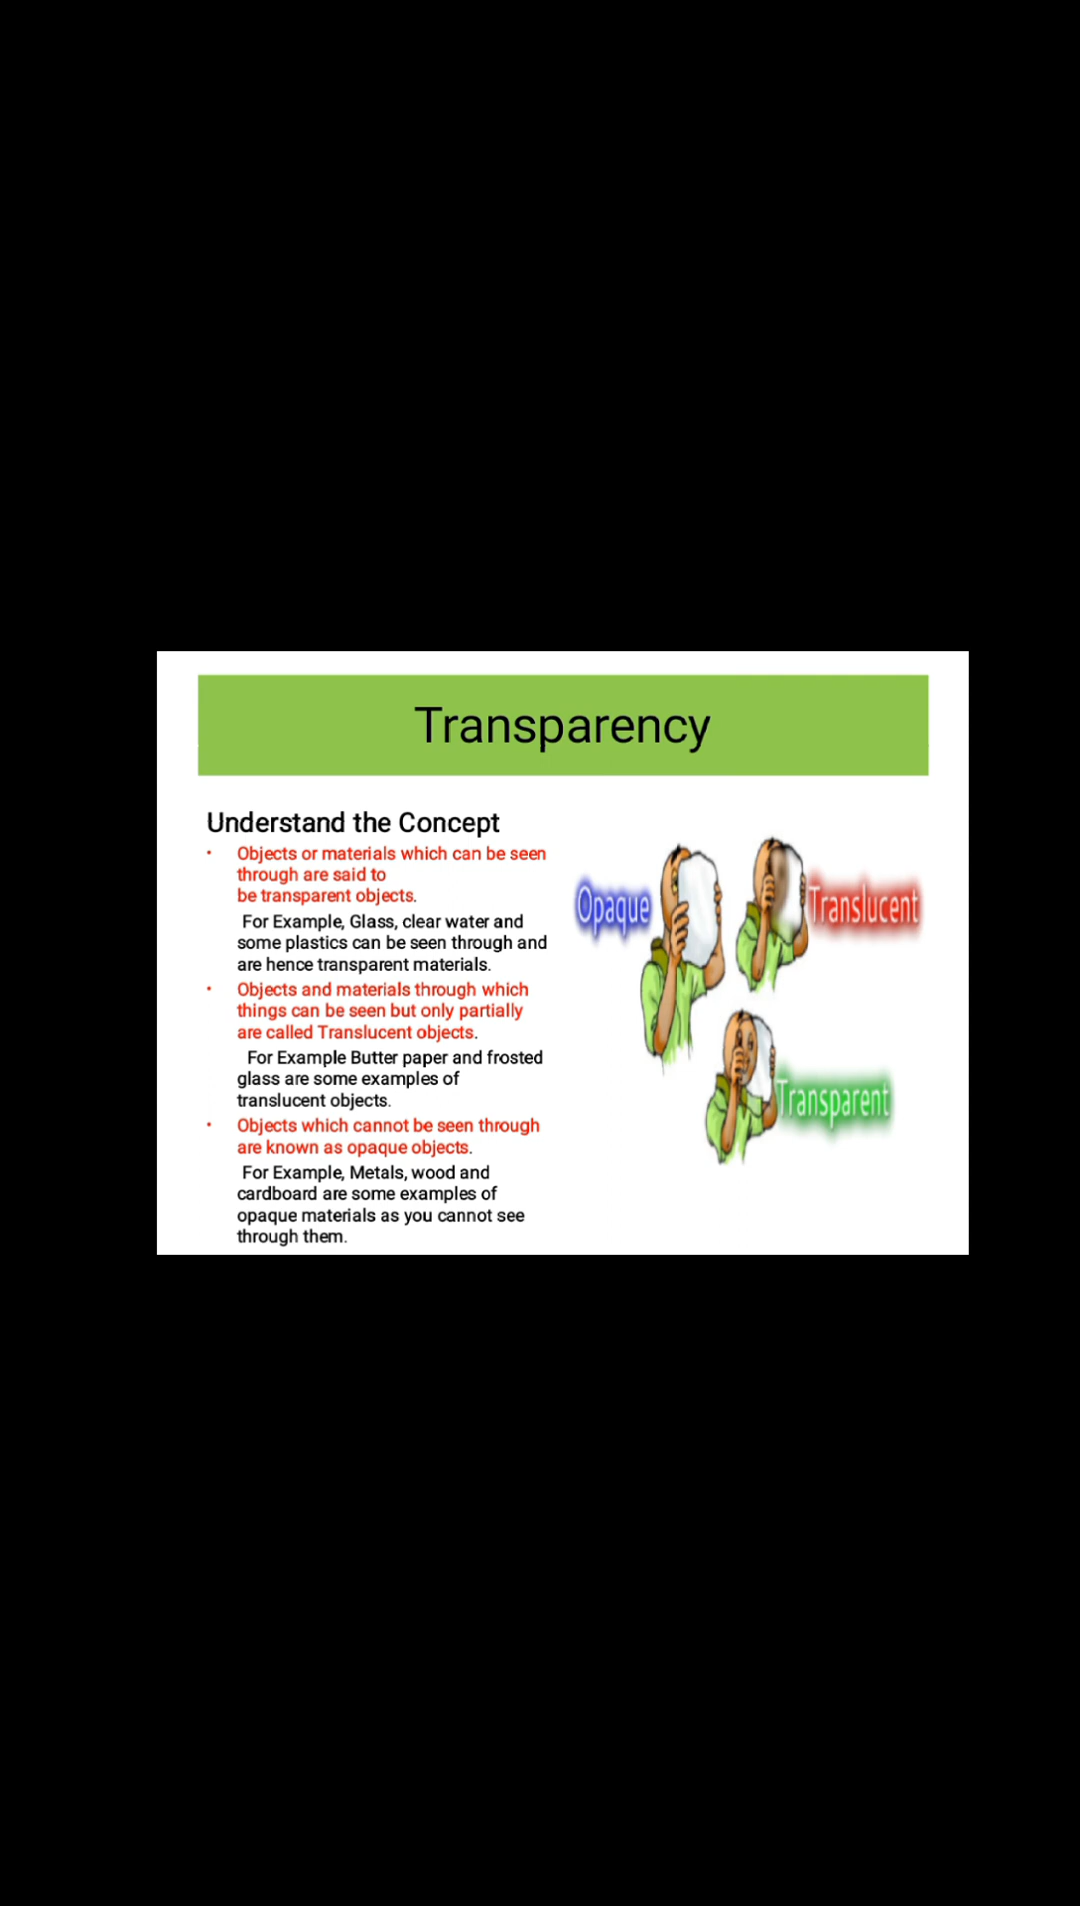 Transparency
Understand the Concept
• Objects or materials which can be seen
through are said to
be transparent objects.
For Example, Glass, clear water and
some plastics can be seen through and
are hence transparent materials.
• Objects and materials through which
things can be seen but only partially
are called Translucent objects.
For Example Butter paper and frosted
glass are some examples of
translucent objects.
• Objects which cannot be seen through
are known as opaque objects.
For Example, Metals, wood and
cardboard are some examples of
opaque materials as you cannot see
through them.
Opaque
Translucent
Transparent